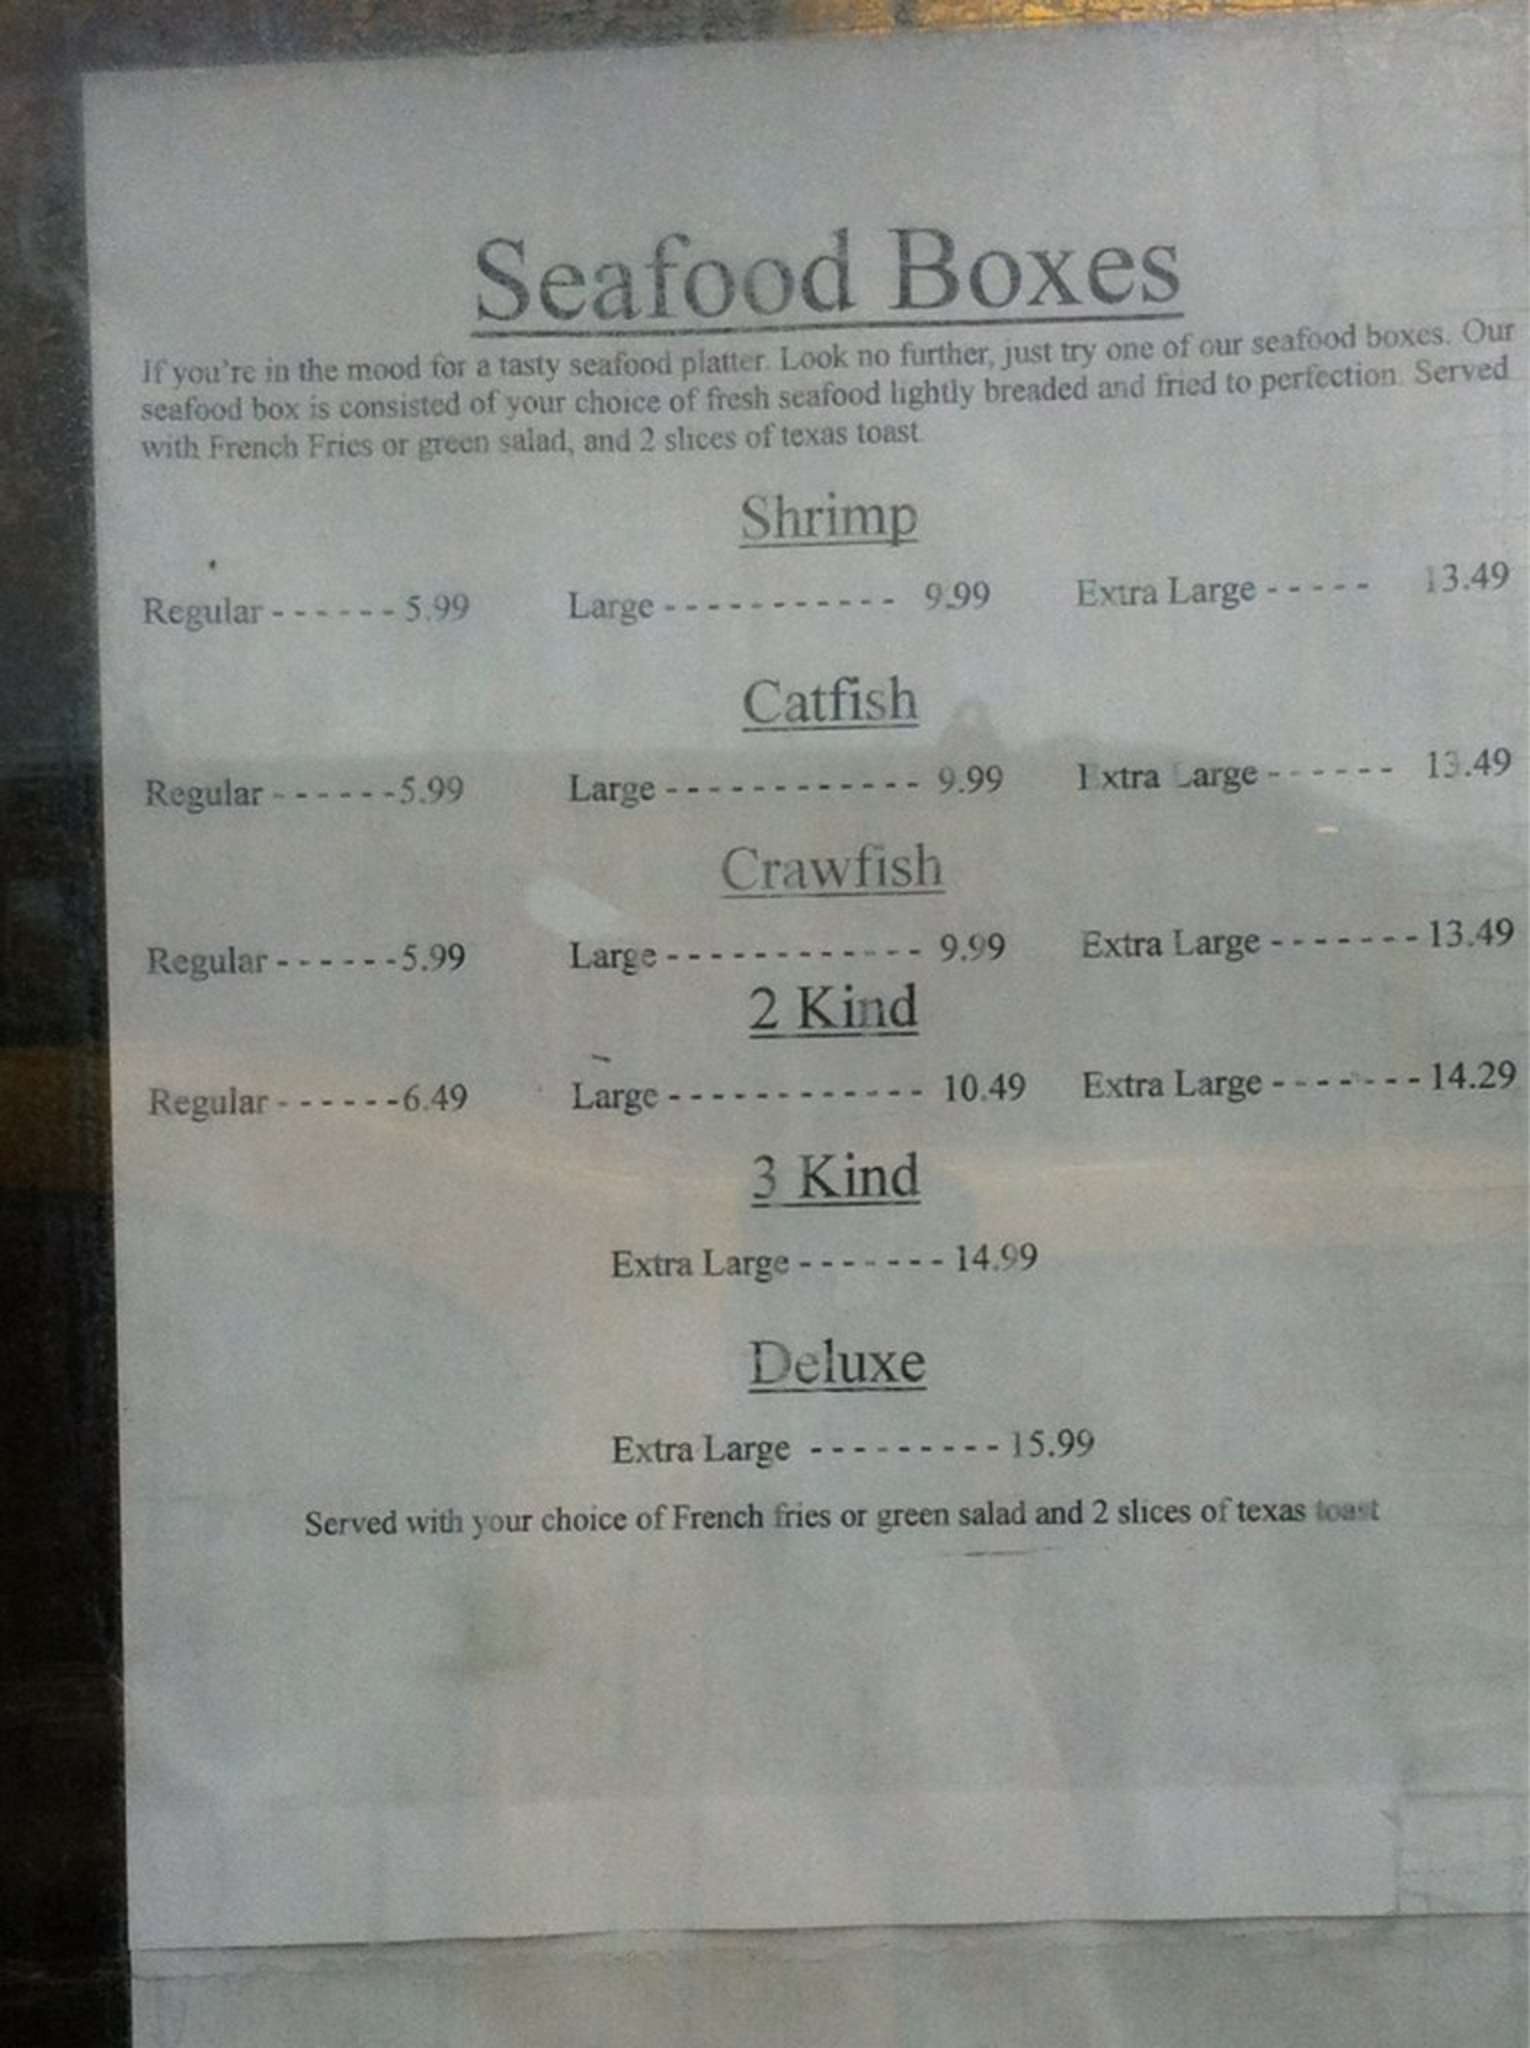 Seafood Boxes
If you're in the mood for a tasty seafood platter. Look no further, just try one of our seafood boxes. Our
seafood box is consisted of your choice of fresh seafood lightly breaded and fried to perfection. Served
with French Fries or green salad, and 2 slices of texas toast.
Shrimp
Regular - - - - - - 5.99 Large - - - - - - - - - - - 9.99 Extra Large - - - - - 13.49
Catfish
Regular - - - - - -5.99 Large - - - - - - - - - - - - 9.99 Extra Large - - - - - - 13.49
Crawfish
Regular - - - - - -5.99 Large - - - - - - - - - - - - 9.99 Extra Large - - - - - - - 13.49
2 Kind
Regular - - - - - -6.49 Large - - - - - - - - - - - - 10.49 Extra Large - - - - - - - 14.29
3 Kind
Extra Large - - - - - - - 14.99
Deluxe
Extra Large - - - - - - - - - 15.99
Served with your choice of French fries or green salad and 2 slices of texas toast